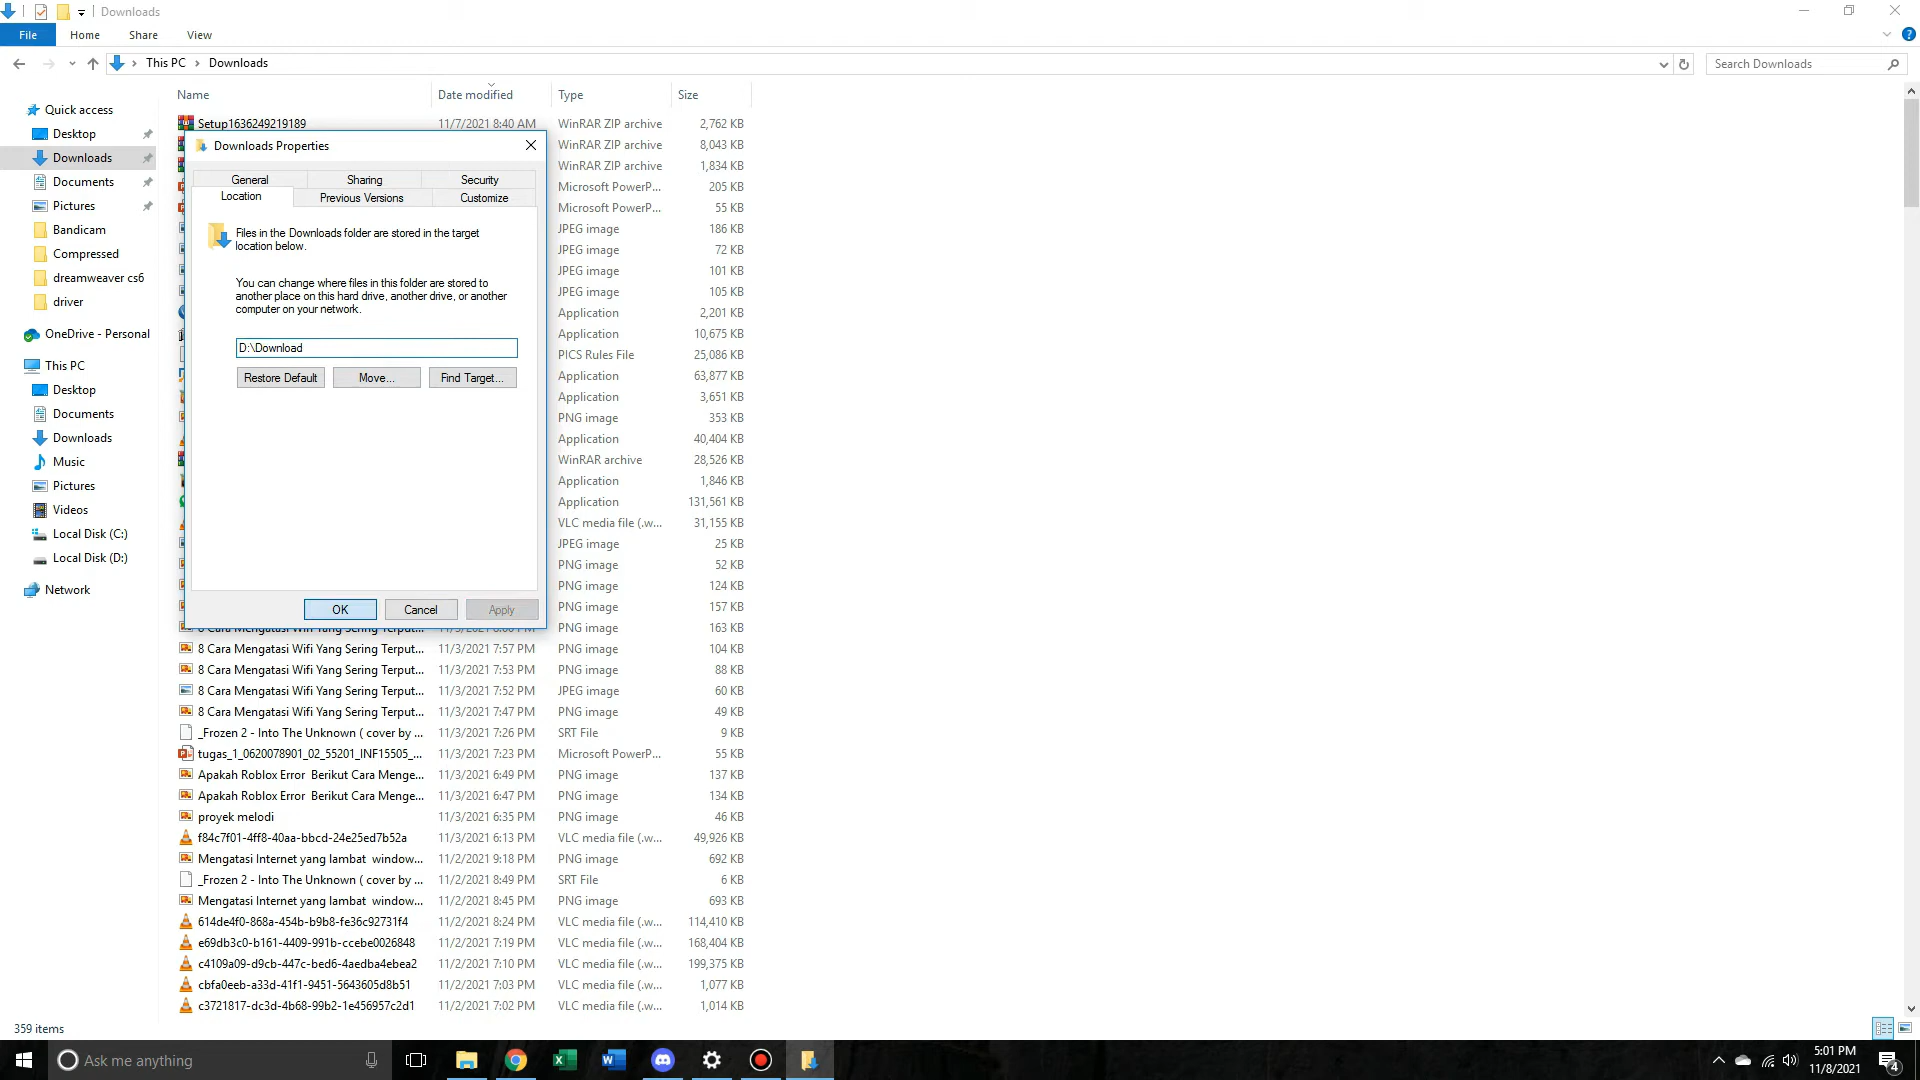 Downloads
File Home Share View
This PC Downloads
Search Downloads
Name Date modified Type Size
Quick access
Desktop
Downloads
Documents
Pictures
Bandicam
Compressed
dreamweaver cs6
driver
OneDrive - Personal
This PC
Desktop
Documents
Downloads
Music
Pictures
Videos
Local Disk (C:)
Local Disk (D:)
Network
Setup1636249219189 11/7/2021 8:40 AM WinRAR ZIP archive 2,762 KB
WinRAR ZIP archive 8,043 KB
WinRAR ZIP archive 1,834 KB
Microsoft PowerP... 205 KB
Microsoft PowerP... 55 KB
JPEG image 186 KB
JPEG image 72 KB
JPEG image 101 KB
JPEG image 105 KB
Application 2,201 KB
Application 10,675 KB
PICS Rules File 25,086 KB
Application 63,877 KB
Application 3,651 KB
PNG image 353 KB
Application 40,404 KB
WinRAR archive 28,526 KB
Application 1,846 KB
Application 131,561 KB
VLC media file (.w... 31,155 KB
JPEG image 25 KB
PNG image 52 KB
PNG image 124 KB
PNG image 157 KB
PNG image 163 KB
8 Cara Mengatasi Wifi Yang Sering Terput... 11/3/2021 7:57 PM PNG image 104 KB
8 Cara Mengatasi Wifi Yang Sering Terput... 11/3/2021 7:53 PM PNG image 88 KB
8 Cara Mengatasi Wifi Yang Sering Terput... 11/3/2021 7:52 PM JPEG image 60 KB
8 Cara Mengatasi Wifi Yang Sering Terput... 11/3/2021 7:47 PM PNG image 49 KB
_Frozen 2 - Into The Unknown ( cover by ... 11/3/2021 7:26 PM SRT File 9 KB
tugas_1_0620078901_02_55201_INF15505_... 11/3/2021 7:23 PM Microsoft PowerP... 55 KB
Apakah Roblox Error Berikut Cara Menge... 11/3/2021 6:49 PM PNG image 137 KB
Apakah Roblox Error Berikut Cara Menge... 11/3/2021 6:47 PM PNG image 134 KB
proyek melodi 11/3/2021 6:35 PM PNG image 46 KB
f84c7f01-4ff8-40aa-bbcd-24e25ed7b52a 11/3/2021 6:13 PM VLC media file (.w... 49,926 KB
Mengatasi Internet yang lambat window... 11/2/2021 9:18 PM PNG image 692 KB
_Frozen 2 - Into The Unknown ( cover by ... 11/2/2021 8:49 PM SRT File 6 KB
Mengatasi Internet yang lambat window... 11/2/2021 8:45 PM PNG image 693 KB
614de4f0-868a-454b-b9b8-fe36c92731f4 11/2/2021 8:24 PM VLC media file (.w... 114,410 KB
e69db3c0-b161-4409-991b-ccebe0026848 11/2/2021 7:19 PM VLC media file (.w... 168,404 KB
c4109a09-d9cb-447c-bed6-4aedba4ebea2 11/2/2021 7:10 PM VLC media file (.w... 199,375 KB
cbfa0eeb-a33d-41f1-9451-5643605d8b51 11/2/2021 7:03 PM VLC media file (.w... 1,077 KB
c3721817-dc3d-4b68-99b2-1e456957c2d1 11/2/2021 7:02 PM VLC media file (.w... 1,014 KB
Downloads Properties
General Sharing Security
Location Previous Versions Customize
Files in the Downloads folder are stored in the target
location below.
You can change where files in this folder are stored to
another place on this hard drive, another drive, or another
computer on your network.
D:\Download
Restore Default Move... Find Target...
OK Cancel Apply
359 items
Ask me anything
5:01 PM
11/8/2021
4